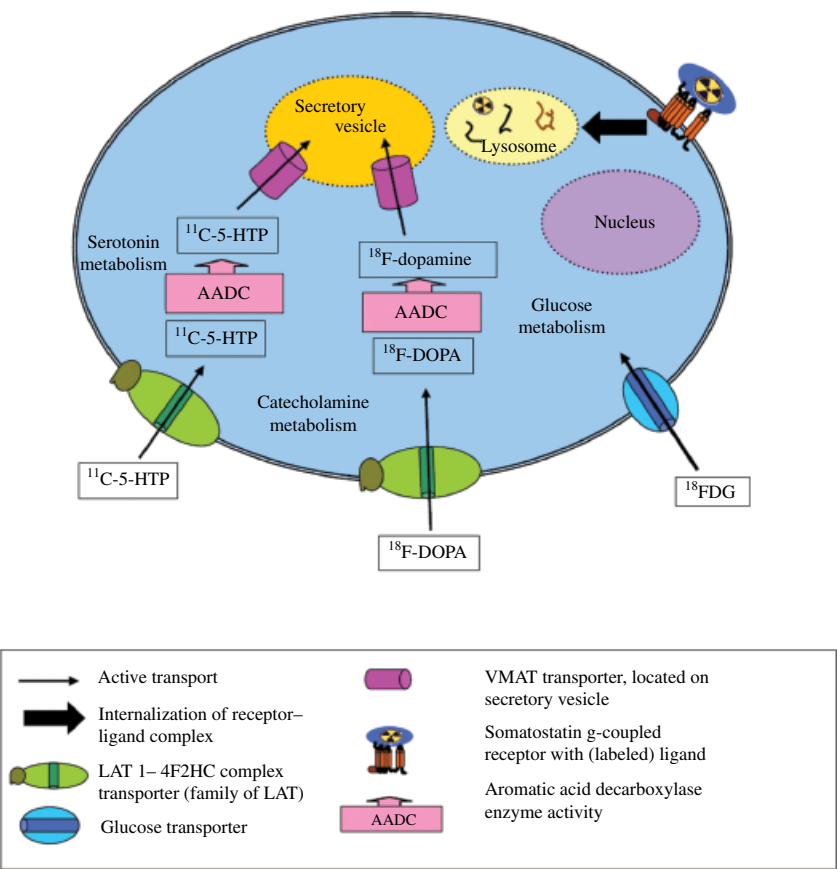 Secretory
vesicle
Lysosome
Nucleus
¹¹C-5-HTP
Serotonin
metabolism
AADC
¹¹C-5-HTP
¹⁸F-dopamine
AADC
¹⁸F-DOPA
Glucose
metabolism
Catecholamine
metabolism
¹¹C-5-HTP
¹⁸F-DOPA
¹⁸FDG
Active transport
Internalization of receptor–
ligand complex
LAT 1– 4F2HC complex
transporter (family of LAT)
Glucose transporter
VMAT transporter, located on
secretory vesicle
Somatostatin g-coupled
receptor with (labeled) ligand
AADC
Aromatic acid decarboxylase
enzyme activity